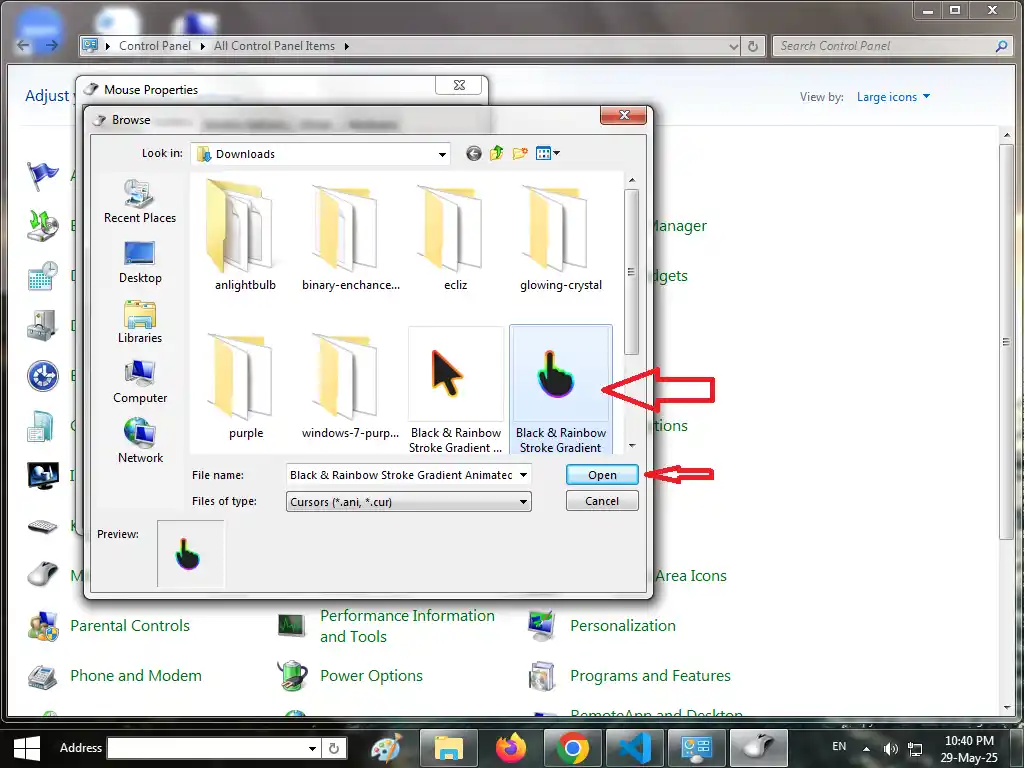 Control Panel
All Control Panel Items
Search Control Panel
Adjust
Mouse Properties
View by:
Large icons
Browse
Look in:
Downloads
Recent Places
Desktop
Libraries
Computer
Network
anlightbulb
binary-enchance...
ecliz
glowing-crystal
purple
windows-7-purp...
Black & Rainbow
Stroke Gradient ...
Black & Rainbow
Stroke Gradient
File name:
Black & Rainbow Stroke Gradient Animated
Open
Files of type:
Cursors (*.ani, *.cur)
Cancel
Preview:
Area Icons
Parental Controls
Performance Information
and Tools
Personalization
Phone and Modem
Power Options
Programs and Features
RemoteApp and Desktop
Address
EN
10:40 PM
29-May-25